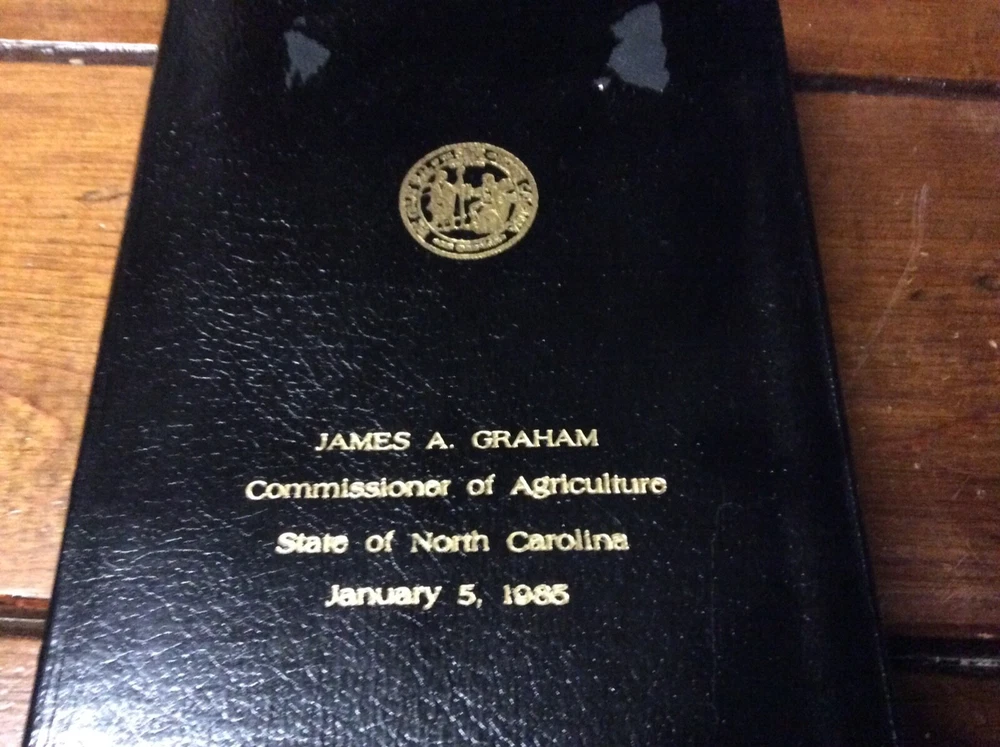 JAMES A. GRAHAM
Commissioner of Agriculture
State of North Carolina
January 5, 1985